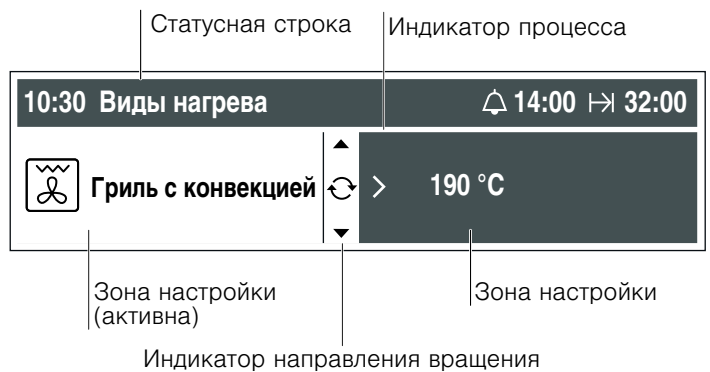 Статусная строка
Индикатор процесса
10:30 Виды нагрева 14:00 32:00
Гриль с конвекцией > 190 °C
Зона настройки
(активна)
Зона настройки
Индикатор направления вращения